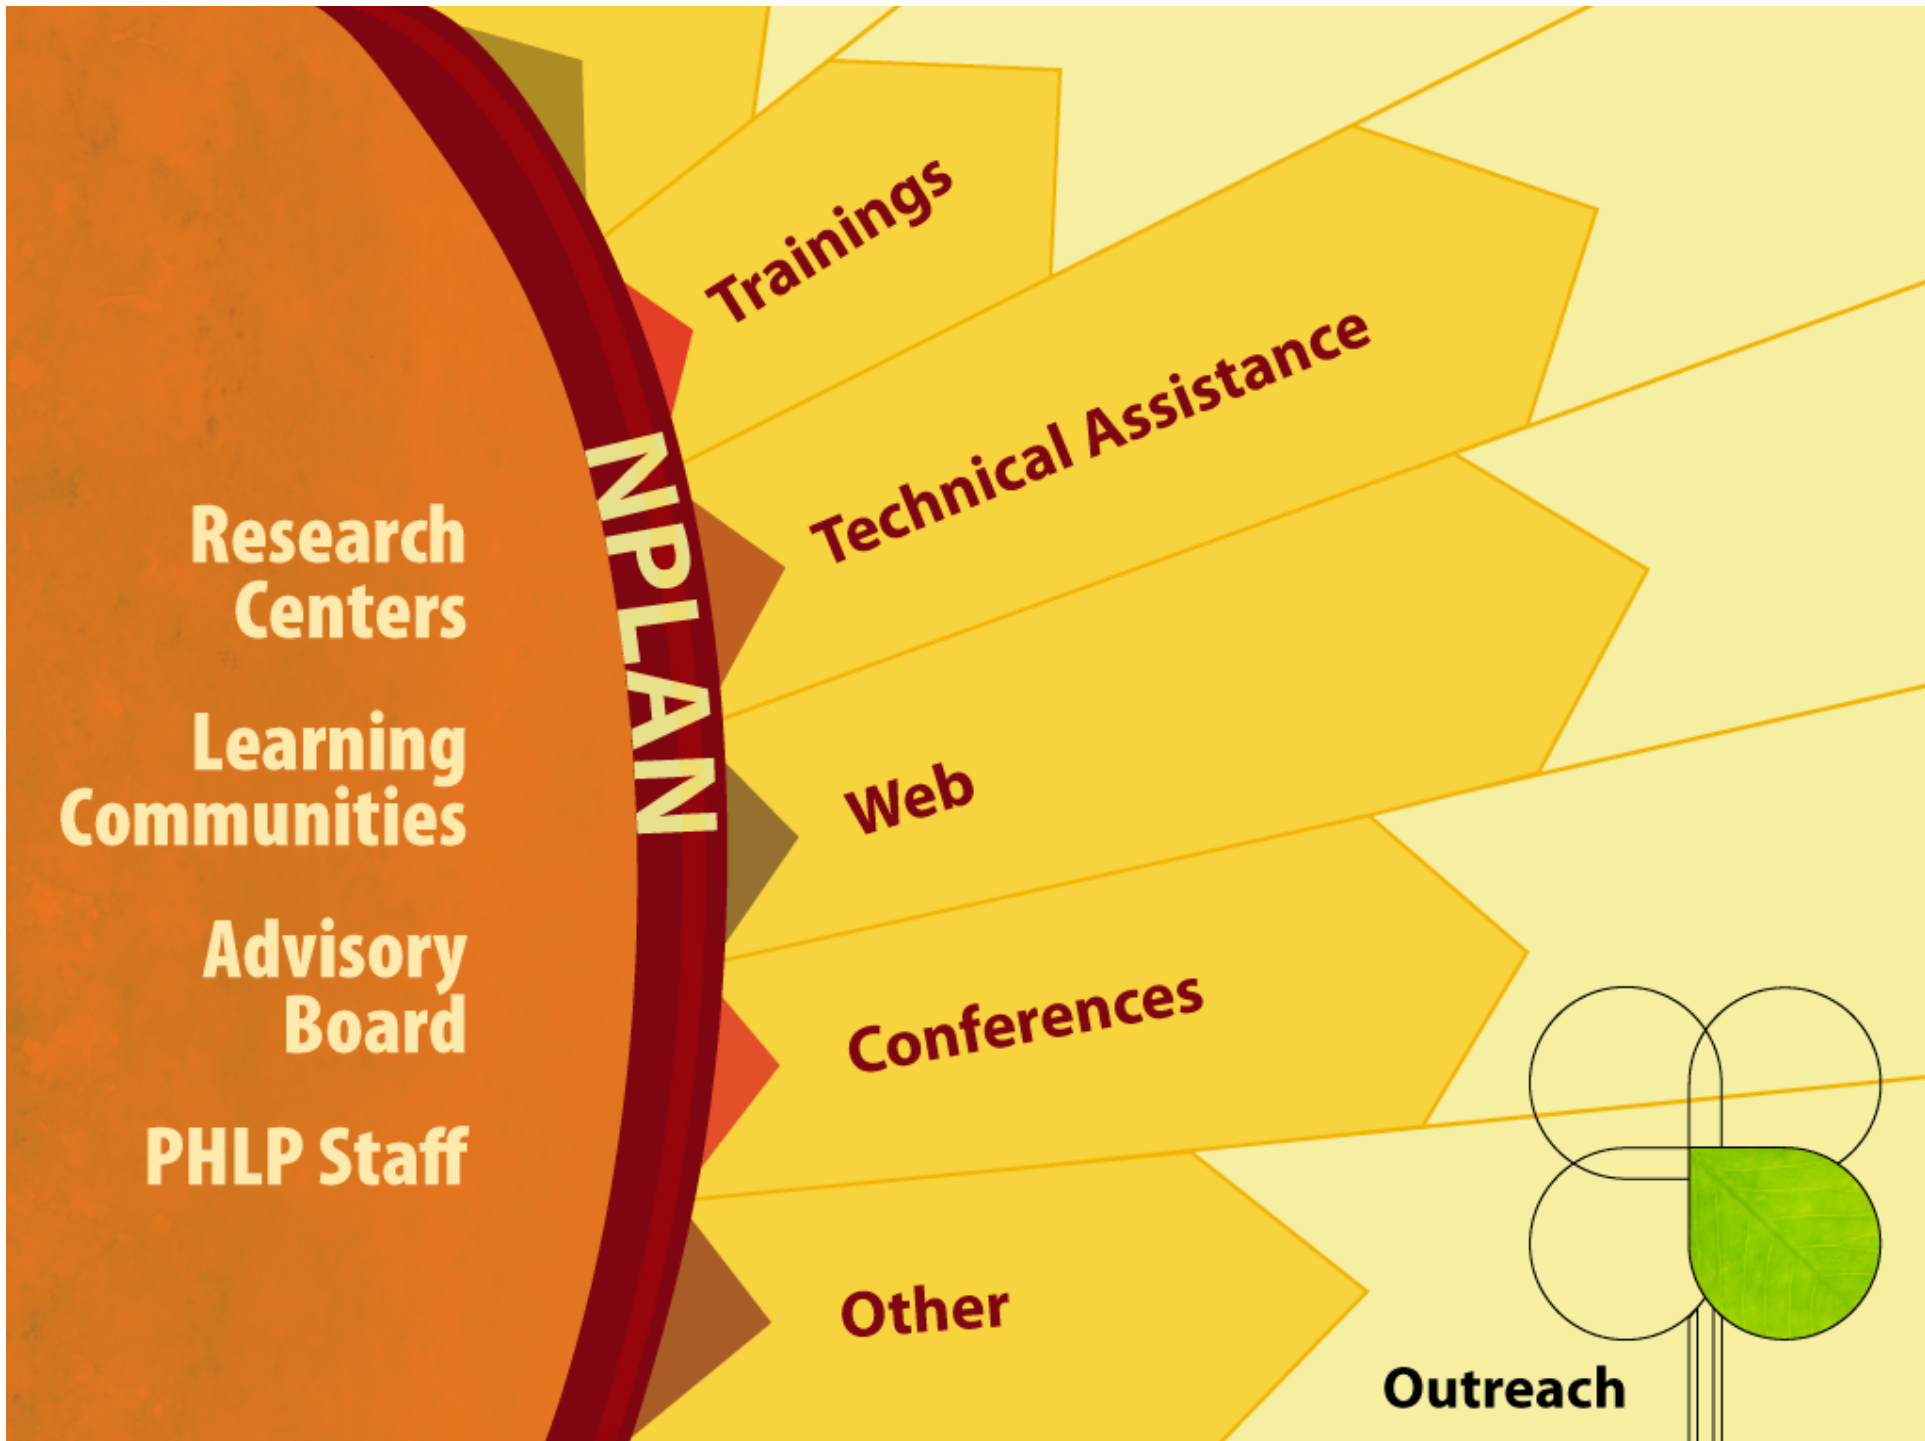 Research
Centers
Learning
Communities
Advisory
Board
PHLP Staff
NPLAN
Trainings
Technical Assistance
Web
Conferences
Other
Outreach